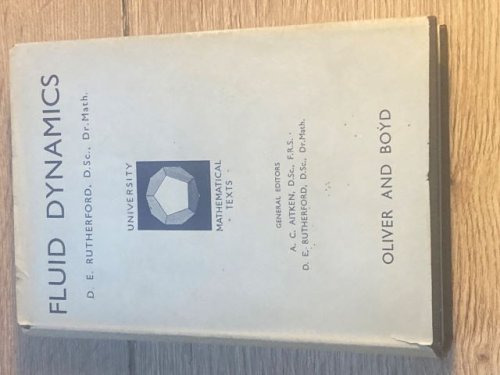 FLUID DYNAMICS
D. E. RUTHERFORD, D.Sc., Dr.Math.
UNIVERSITY
MATHEMATICAL
TEXTS
GENERAL EDITORS
A. C. AITKEN, D.Sc., F.R.S.
D. E. RUTHERFORD, D.Sc., Dr.Math.
OLIVER AND BOYD